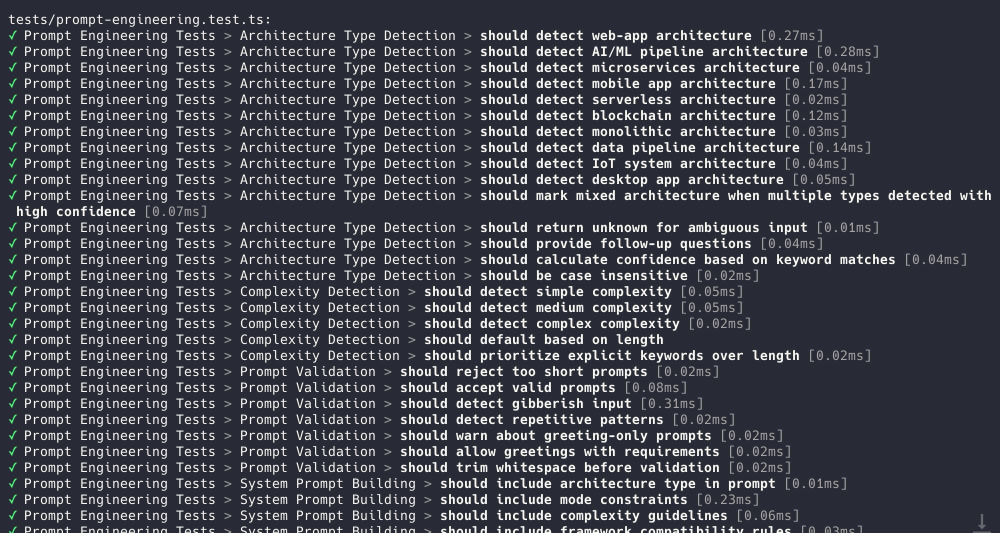 tests/prompt-engineering.test.ts:
✓ Prompt Engineering Tests > Architecture Type Detection > should detect web-app architecture [0.27ms]
✓ Prompt Engineering Tests > Architecture Type Detection > should detect AI/ML pipeline architecture [0.28ms]
✓ Prompt Engineering Tests > Architecture Type Detection > should detect microservices architecture [0.04ms]
✓ Prompt Engineering Tests > Architecture Type Detection > should detect mobile app architecture [0.17ms]
✓ Prompt Engineering Tests > Architecture Type Detection > should detect serverless architecture [0.02ms]
✓ Prompt Engineering Tests > Architecture Type Detection > should detect blockchain architecture [0.12ms]
✓ Prompt Engineering Tests > Architecture Type Detection > should detect monolithic architecture [0.03ms]
✓ Prompt Engineering Tests > Architecture Type Detection > should detect data pipeline architecture [0.14ms]
✓ Prompt Engineering Tests > Architecture Type Detection > should detect IoT system architecture [0.04ms]
✓ Prompt Engineering Tests > Architecture Type Detection > should detect desktop app architecture [0.05ms]
✓ Prompt Engineering Tests > Architecture Type Detection > should mark mixed architecture when multiple types detected with
high confidence [0.07ms]
✓ Prompt Engineering Tests > Architecture Type Detection > should return unknown for ambiguous input [0.01ms]
✓ Prompt Engineering Tests > Architecture Type Detection > should provide follow-up questions [0.04ms]
✓ Prompt Engineering Tests > Architecture Type Detection > should calculate confidence based on keyword matches [0.04ms]
✓ Prompt Engineering Tests > Architecture Type Detection > should be case insensitive [0.02ms]
✓ Prompt Engineering Tests > Complexity Detection > should detect simple complexity [0.05ms]
✓ Prompt Engineering Tests > Complexity Detection > should detect medium complexity [0.05ms]
✓ Prompt Engineering Tests > Complexity Detection > should detect complex complexity [0.02ms]
✓ Prompt Engineering Tests > Complexity Detection > should default based on length
✓ Prompt Engineering Tests > Complexity Detection > should prioritize explicit keywords over length [0.02ms]
✓ Prompt Engineering Tests > Prompt Validation > should reject too short prompts [0.02ms]
✓ Prompt Engineering Tests > Prompt Validation > should accept valid prompts [0.08ms]
✓ Prompt Engineering Tests > Prompt Validation > should detect gibberish input [0.31ms]
✓ Prompt Engineering Tests > Prompt Validation > should detect repetitive patterns [0.02ms]
✓ Prompt Engineering Tests > Prompt Validation > should warn about greeting-only prompts [0.02ms]
✓ Prompt Engineering Tests > Prompt Validation > should allow greetings with requirements [0.02ms]
✓ Prompt Engineering Tests > Prompt Validation > should trim whitespace before validation [0.02ms]
✓ Prompt Engineering Tests > System Prompt Building > should include architecture type in prompt [0.01ms]
✓ Prompt Engineering Tests > System Prompt Building > should include mode constraints [0.23ms]
✓ Prompt Engineering Tests > System Prompt Building > should include complexity guidelines [0.06ms]
✓ Prompt Engineering Tests > System Prompt Building > should include framework compatibility rules [0.03ms]